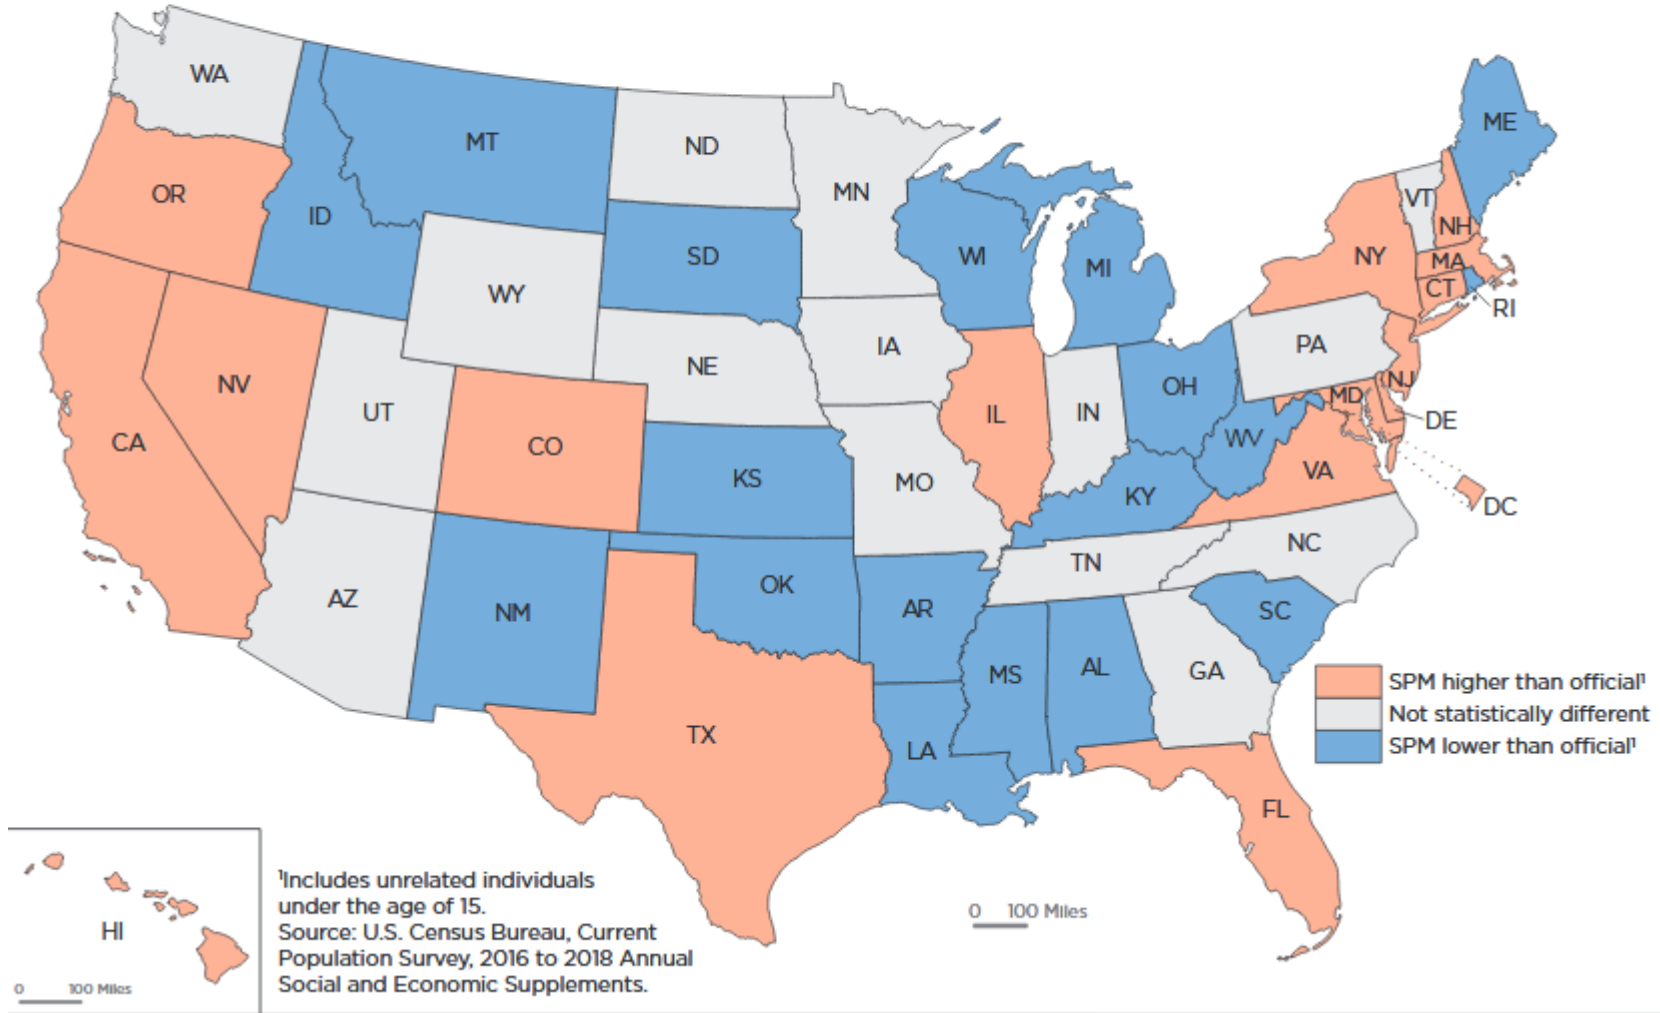 WA
MT
ND
MN
ME
OR
ID
SD
WI
MI
VT
NH
NY
MA
CT
RI
WY
NE
IA
PA
NV
UT
CO
IL
IN
OH
NJ
MD
DE
CA
KS
MO
KY
WV
VA
DC
AZ
NM
OK
AR
TN
NC
SC
MS
AL
GA
TX
LA
FL
SPM higher than official¹
Not statistically different
SPM lower than official¹
HI
0 100 Miles
¹Includes unrelated individuals
under the age of 15.
Source: U.S. Census Bureau, Current
Population Survey, 2016 to 2018 Annual
Social and Economic Supplements.
0 100 Miles